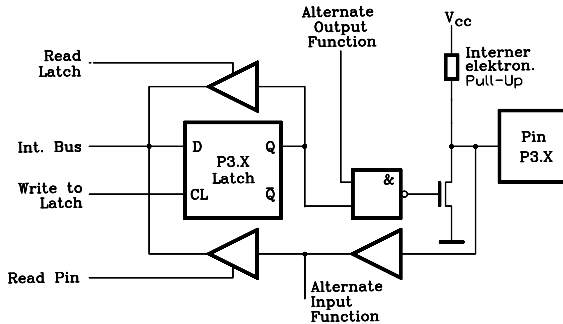 Alternate
Output
Function
Vcc
Read
Latch
Interner
elektron.
Pull-Up
Int. Bus
D
Q
P3.X
Latch
Pin
P3.X
Write to
Latch
CL
Q̅
&
Read Pin
Alternate
Input
Function